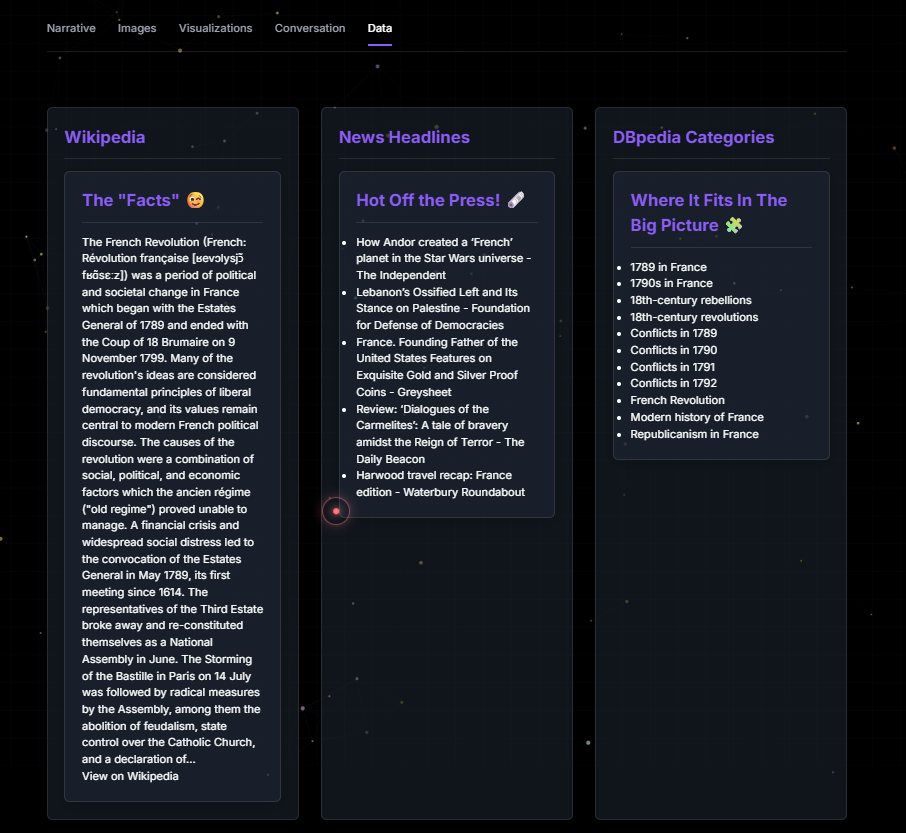 Narrative Images Visualizations Conversation Data
Wikipedia
The "Facts" 😉
The French Revolution (French:
Révolution française [ʁevɔlysjɔ̃
fʁɑ̃sɛːz]) was a period of political
and societal change in France
which began with the Estates
General of 1789 and ended with
the Coup of 18 Brumaire on 9
November 1799. Many of the
revolution's ideas are considered
fundamental principles of liberal
democracy, and its values remain
central to modern French political
discourse. The causes of the
revolution were a combination of
social, political, and economic
factors which the ancien régime
("old regime") proved unable to
manage. A financial crisis and
widespread social distress led to
the convocation of the Estates
General in May 1789, its first
meeting since 1614. The
representatives of the Third Estate
broke away and re-constituted
themselves as a National
Assembly in June. The Storming
of the Bastille in Paris on 14 July
was followed by radical measures
by the Assembly, among them the
abolition of feudalism, state
control over the Catholic Church,
and a declaration of...
View on Wikipedia
News Headlines
Hot Off the Press! 🗞️
• How Andor created a ‘French’
planet in the Star Wars universe -
The Independent
• Lebanon’s Ossified Left and Its
Stance on Palestine - Foundation
for Defense of Democracies
• France. Founding Father of the
United States Features on
Exquisite Gold and Silver Proof
Coins - Greysheet
• Review: ‘Dialogues of the
Carmelites’: A tale of bravery
amidst the Reign of Terror - The
Daily Beacon
• Harwood travel recap: France
edition - Waterbury Roundabout
DBpedia Categories
Where It Fits In The
Big Picture 🧩
• 1789 in France
• 1790s in France
• 18th-century rebellions
• 18th-century revolutions
• Conflicts in 1789
• Conflicts in 1790
• Conflicts in 1791
• Conflicts in 1792
• French Revolution
• Modern history of France
• Republicanism in France